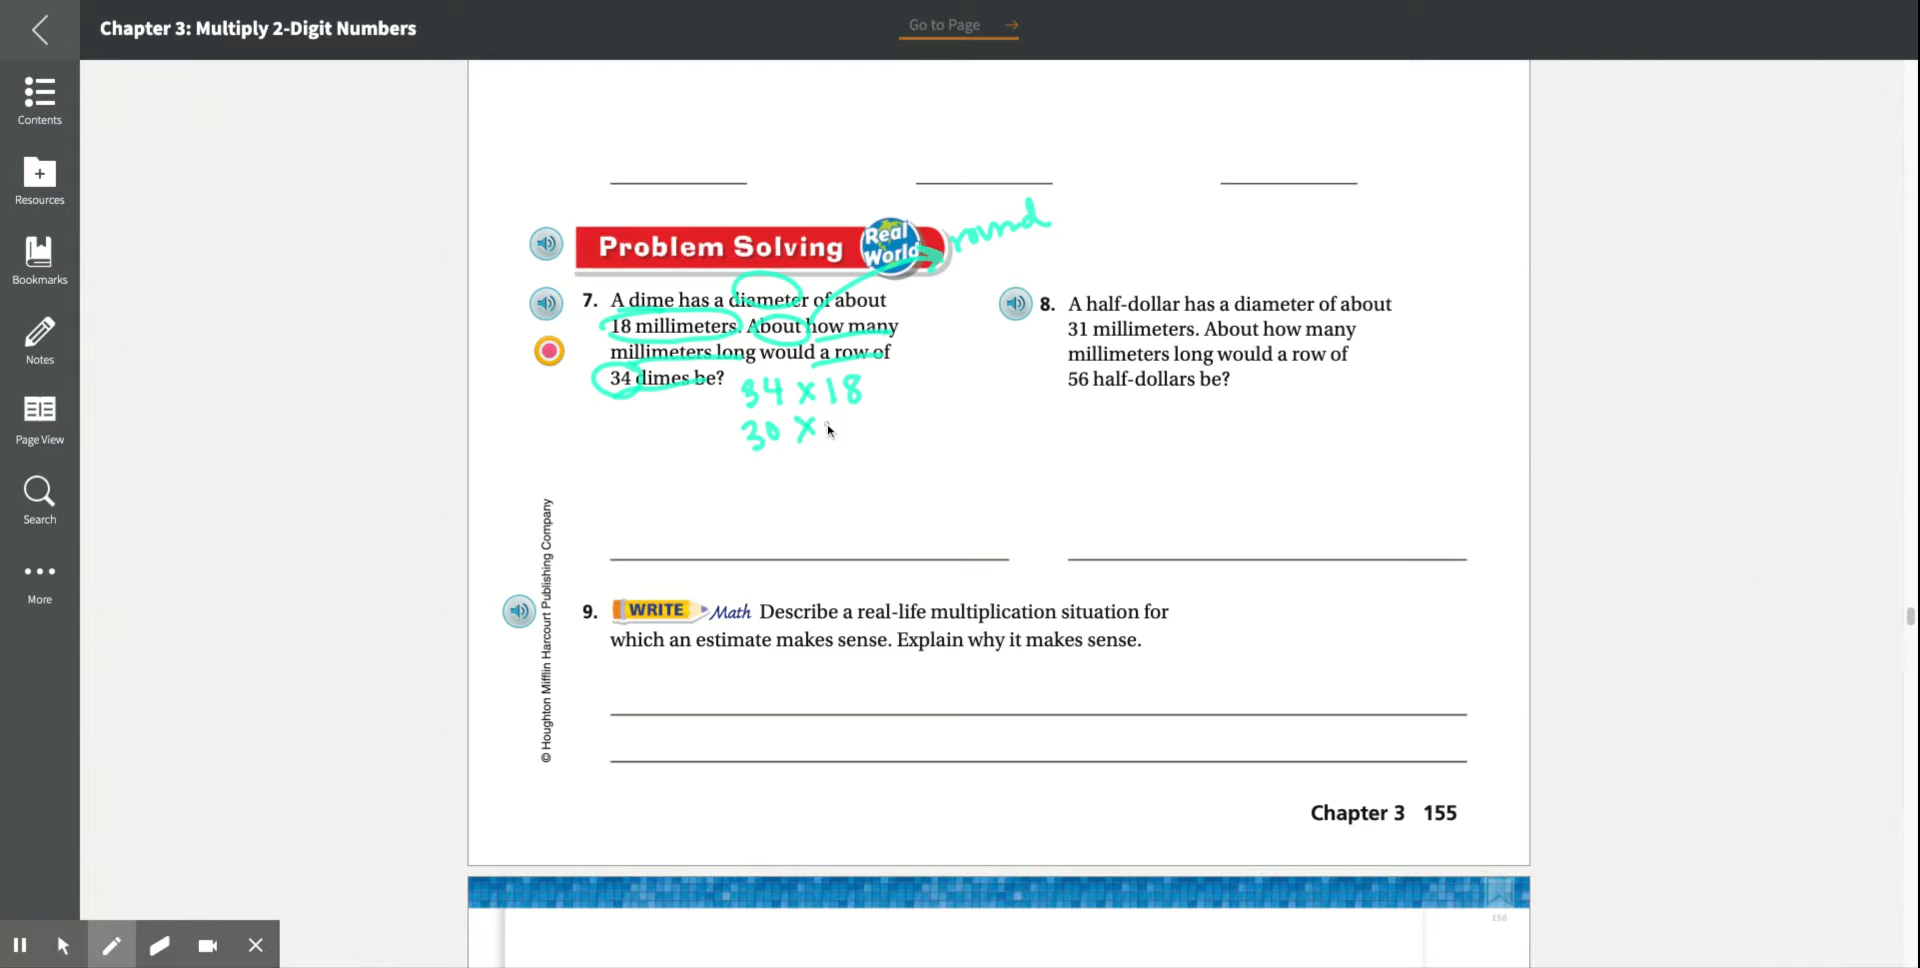 Chapter 3: Multiply 2-Digit Numbers
Go to Page →
Contents
Resources
Bookmarks
Notes
Page View
Search
More
Problem Solving Real World
round
7. A dime has a diameter of about
18 millimeters. About how many
millimeters long would a row of
34 dimes be?
34 × 18
30 ×
8. A half-dollar has a diameter of about
31 millimeters. About how many
millimeters long would a row of
56 half-dollars be?
9. WRITE Math Describe a real-life multiplication situation for
which an estimate makes sense. Explain why it makes sense.
© Houghton Mifflin Harcourt Publishing Company
Chapter 3 155
156